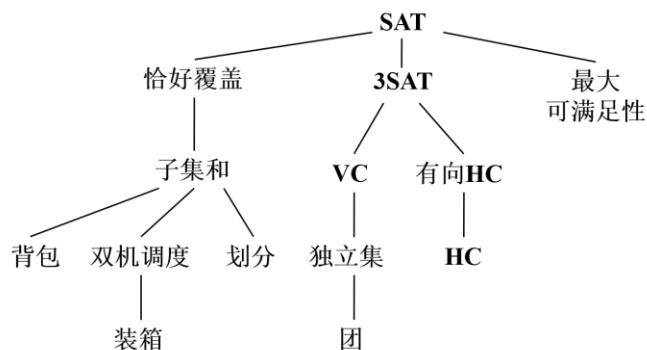 SAT
恰好覆盖
3SAT
最大
可满足性
子集和
VC
有向HC
背包
双机调度
划分
独立集
HC
装箱
团